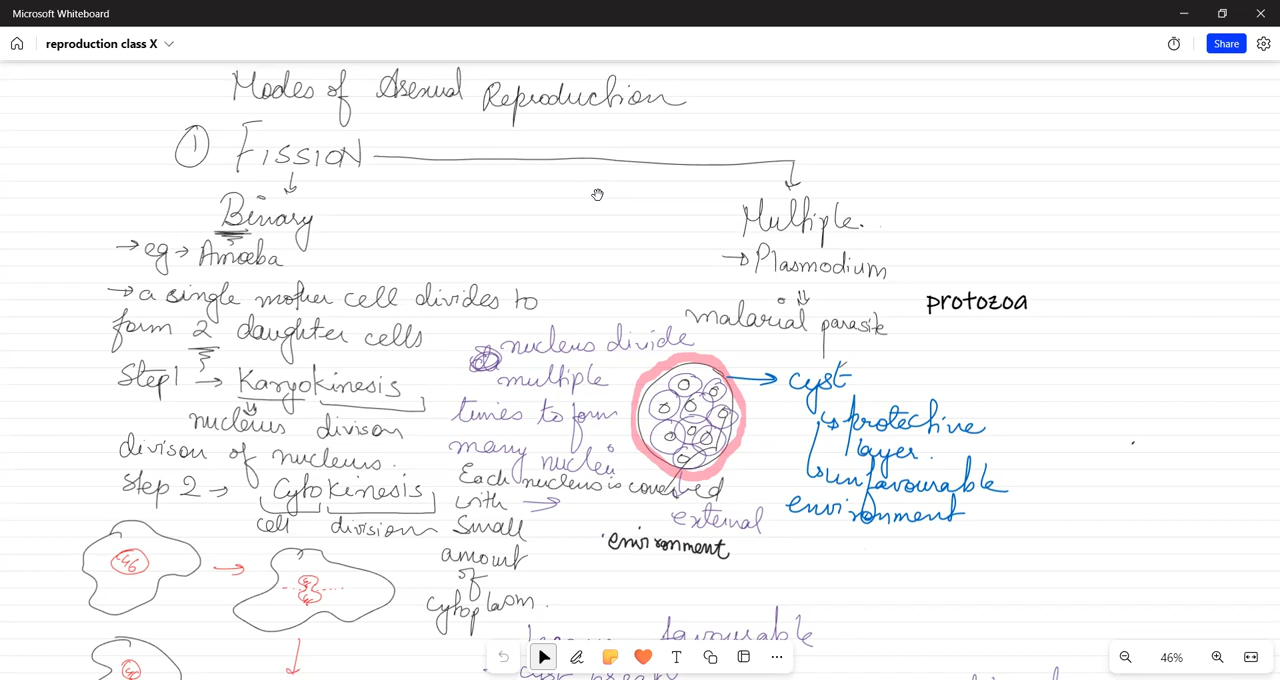 Microsoft Whiteboard
reproduction class X
Share
Modes of Asexual Reproduction
① FISSION
Binary
→ eg → Amoeba
→ a single mother cell divides to
form 2 daughter cells
Step 1 → Karyokinesis
nucleus divison
divison of nucleus.
Step 2 → Cytokinesis
cell division
46
Multiple.
→ Plasmodium
malarial parasite
protozoa
nucleus divide
multiple
times to form
many nuclei
Each nucleus is covered
with →
Small
amount
of
cytoplasm.
external
environment
→ cyst
↳ protective
layer.
↳ unfavourable
environment
favourable
cyst break
46%